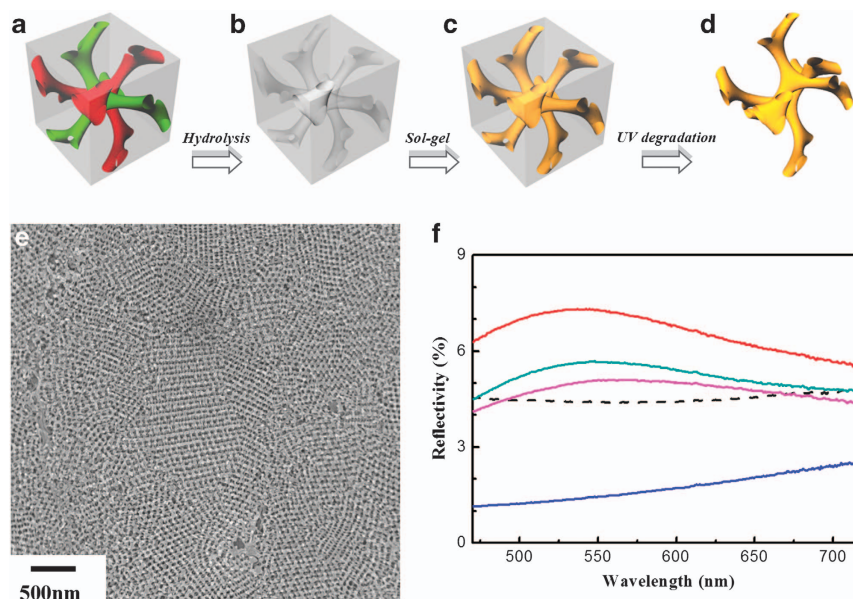 a
b
c
d
Hydrolysis
Sol-gel
UV degradation
e
500nm
f
Reflectivity (%)
9
6
3
0
500
550
600
650
700
Wavelength (nm)